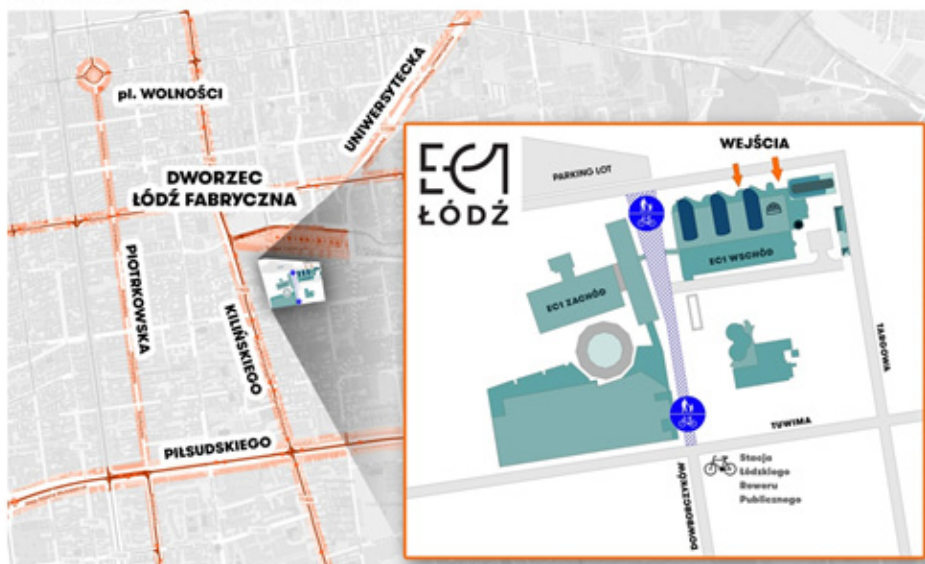 pl. WOLNOŚCI
UNIWERSYTECKA
DWORZEC
ŁÓDŹ FABRYCZNA
PIOTRKOWSKA
KILIŃSKIEGO
PIŁSUDSKIEGO
EC1
ŁÓDŹ
PARKING LOT
WEJŚCIA
EC1 WSCHÓD
EC1 ZACHÓD
TARGOWA
TUWIMA
DOWBORCZYKÓW
Stacja
Łódzkiego
Roweru
Publicznego